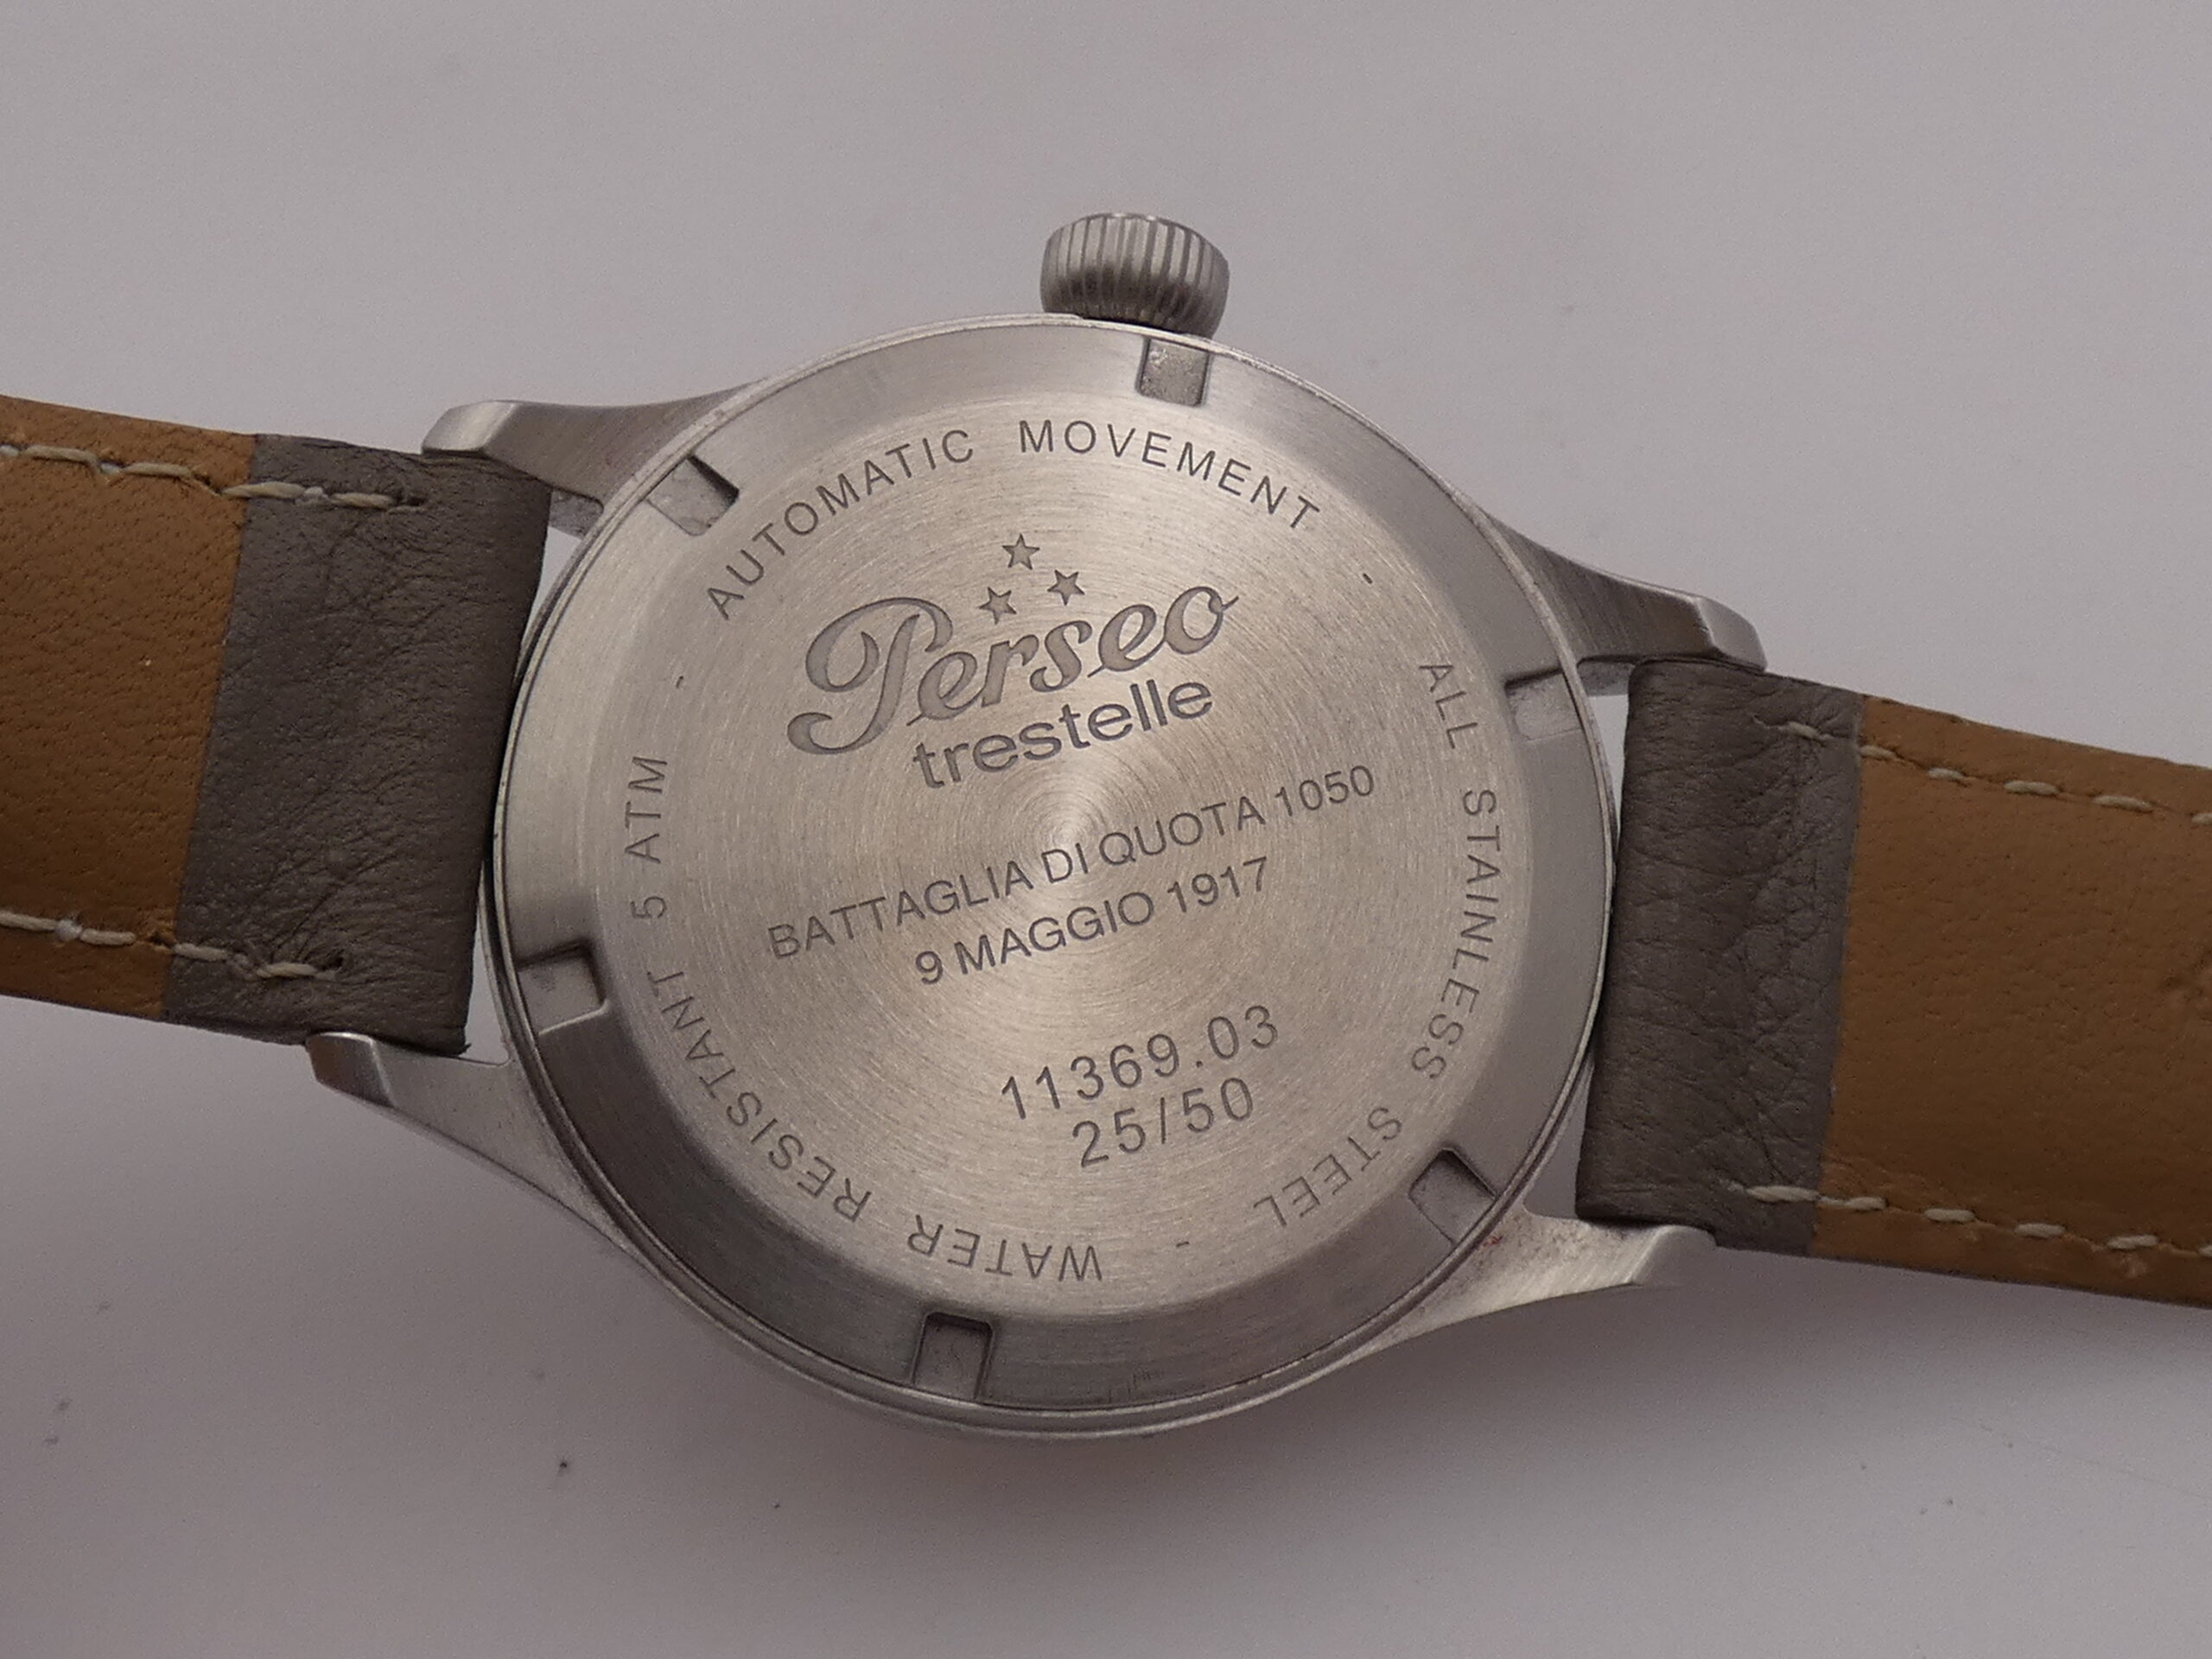 AUTOMATIC MOVEMENT - ALL STAINLESS STEEL - WATER RESISTANT 5 ATM -
Perseo
trestelle
BATTAGLIA DI QUOTA 1050
9 MAGGIO 1917
11369.03
25/50